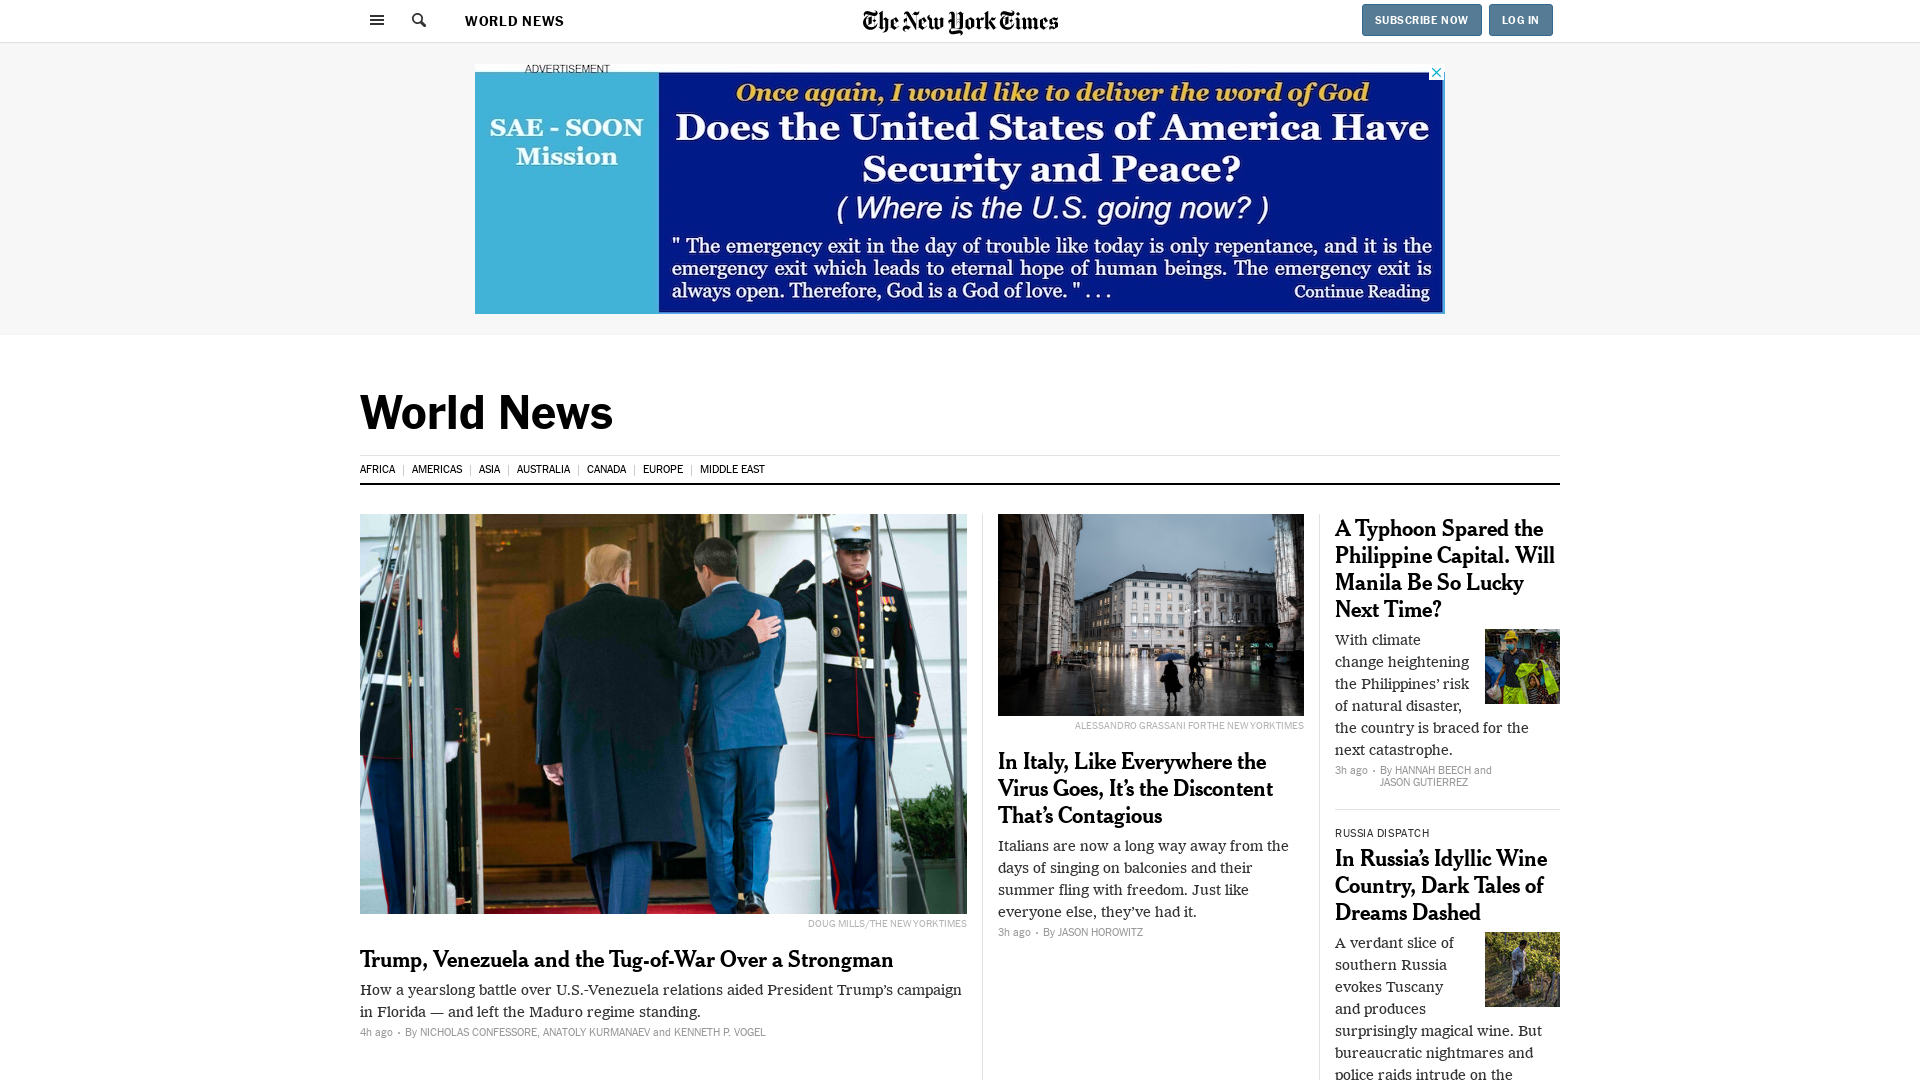 WORLD NEWS
The New York Times
SUBSCRIBE NOW
LOG IN
ADVERTISEMENT
SAE - SOON
Mission
Once again, I would like to deliver the word of God
Does the United States of America Have
Security and Peace?
( Where is the U.S. going now? )
" The emergency exit in the day of trouble like today is only repentance, and it is the
emergency exit which leads to eternal hope of human beings. The emergency exit is
always open. Therefore, God is a God of love. " . . .
Continue Reading
World News
AFRICA
AMERICAS
ASIA
AUSTRALIA
CANADA
EUROPE
MIDDLE EAST
DOUG MILLS/THE NEW YORK TIMES
Trump, Venezuela and the Tug-of-War Over a Strongman
How a yearslong battle over U.S.-Venezuela relations aided President Trump’s campaign
in Florida — and left the Maduro regime standing.
4h ago · By NICHOLAS CONFESSORE, ANATOLY KURMANAEV and KENNETH P. VOGEL
ALESSANDRO GRASSANI FOR THE NEW YORK TIMES
In Italy, Like Everywhere the
Virus Goes, It’s the Discontent
That’s Contagious
Italians are now a long way away from the
days of singing on balconies and their
summer fling with freedom. Just like
everyone else, they’ve had it.
3h ago · By JASON HOROWITZ
A Typhoon Spared the
Philippine Capital. Will
Manila Be So Lucky
Next Time?
With climate
change heightening
the Philippines’ risk
of natural disaster,
the country is braced for the
next catastrophe.
3h ago · By HANNAH BEECH and
JASON GUTIERREZ
RUSSIA DISPATCH
In Russia’s Idyllic Wine
Country, Dark Tales of
Dreams Dashed
A verdant slice of
southern Russia
evokes Tuscany
and produces
surprisingly magical wine. But
bureaucratic nightmares and
police raids intrude on the